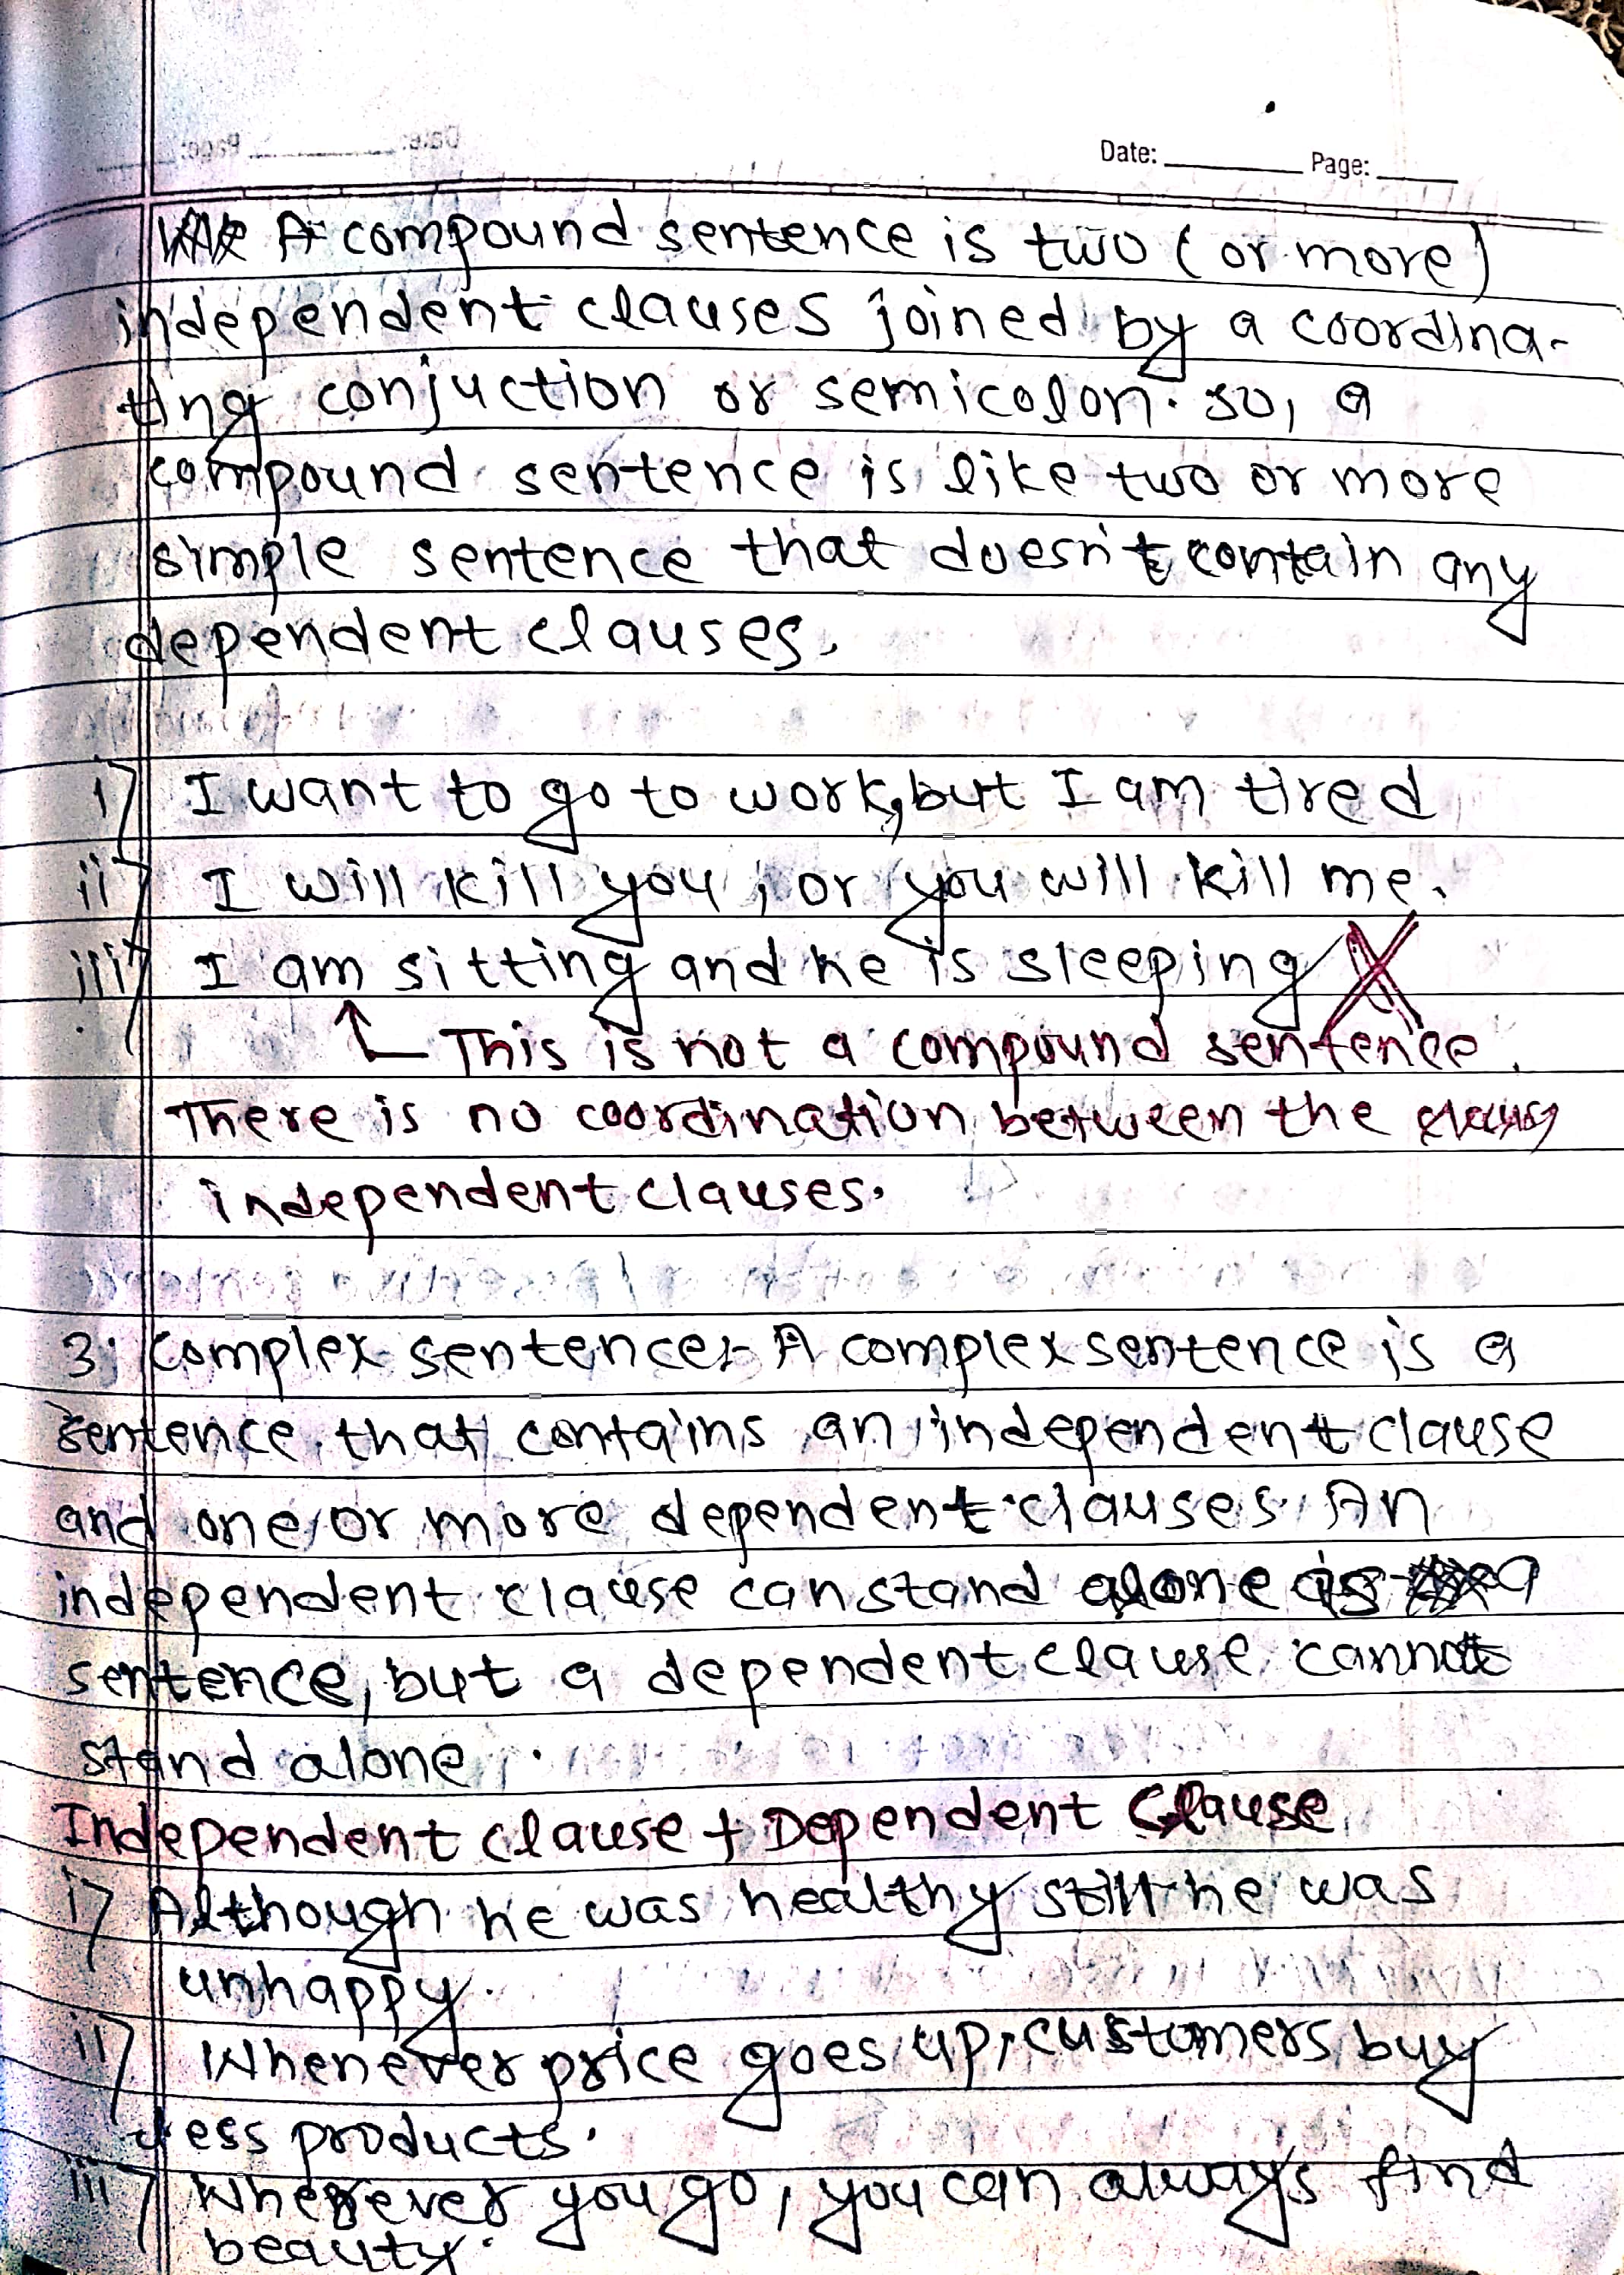 Date: Page:
A compound sentence is two (or more)
independent clauses joined by a coordina-
ting conjuction or semicolon. so, a
compound sentence is like two or more
simple sentence that doesn't contain any
dependent clauses.
i) I want to go to work, but I am tired
ii) I will kill you, or you will kill me.
iii) I am sitting and he is sleeping
This is not a compound sentence.
There is no coordination between the
independent clauses.
3. Complex sentence:- A complex sentence is a
sentence that contains an independent clause
and one or more dependent clauses. An
independent clause can stand alone as a
sentence, but a dependent clause cannot
stand alone.
Independent clause + Dependent Clause
i) Although he was healthy still he was
unhappy.
ii) Whenever price goes up, customers buy
less products.
iii) Wherever you go, you can always find
beauty.